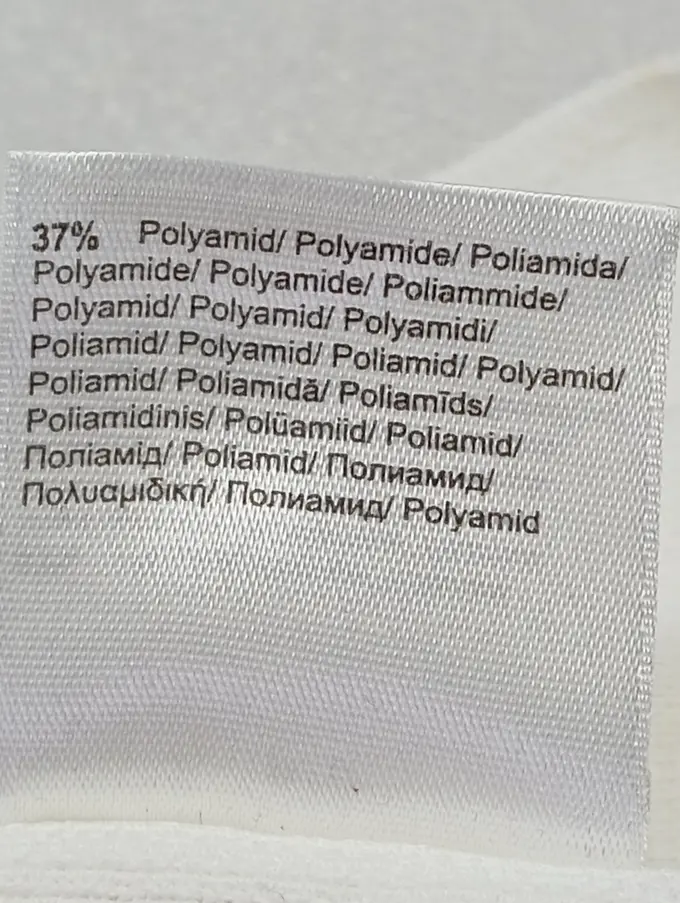 37% Polyamid/ Polyamide/ Poliamida/
Polyamide/ Polyamide/ Poliammide/
Polyamid/ Polyamid/ Polyamidi/
Poliamid/ Polyamid/ Poliamid/ Polyamid/
Poliamid/ Poliamidă/ Poliamīds/
Poliamidinis/ Polüamiid/ Poliamid/
Поліамід/ Poliamid/ Полиамид/
Πολυαμιδική/ Полиамид/ Polyamid